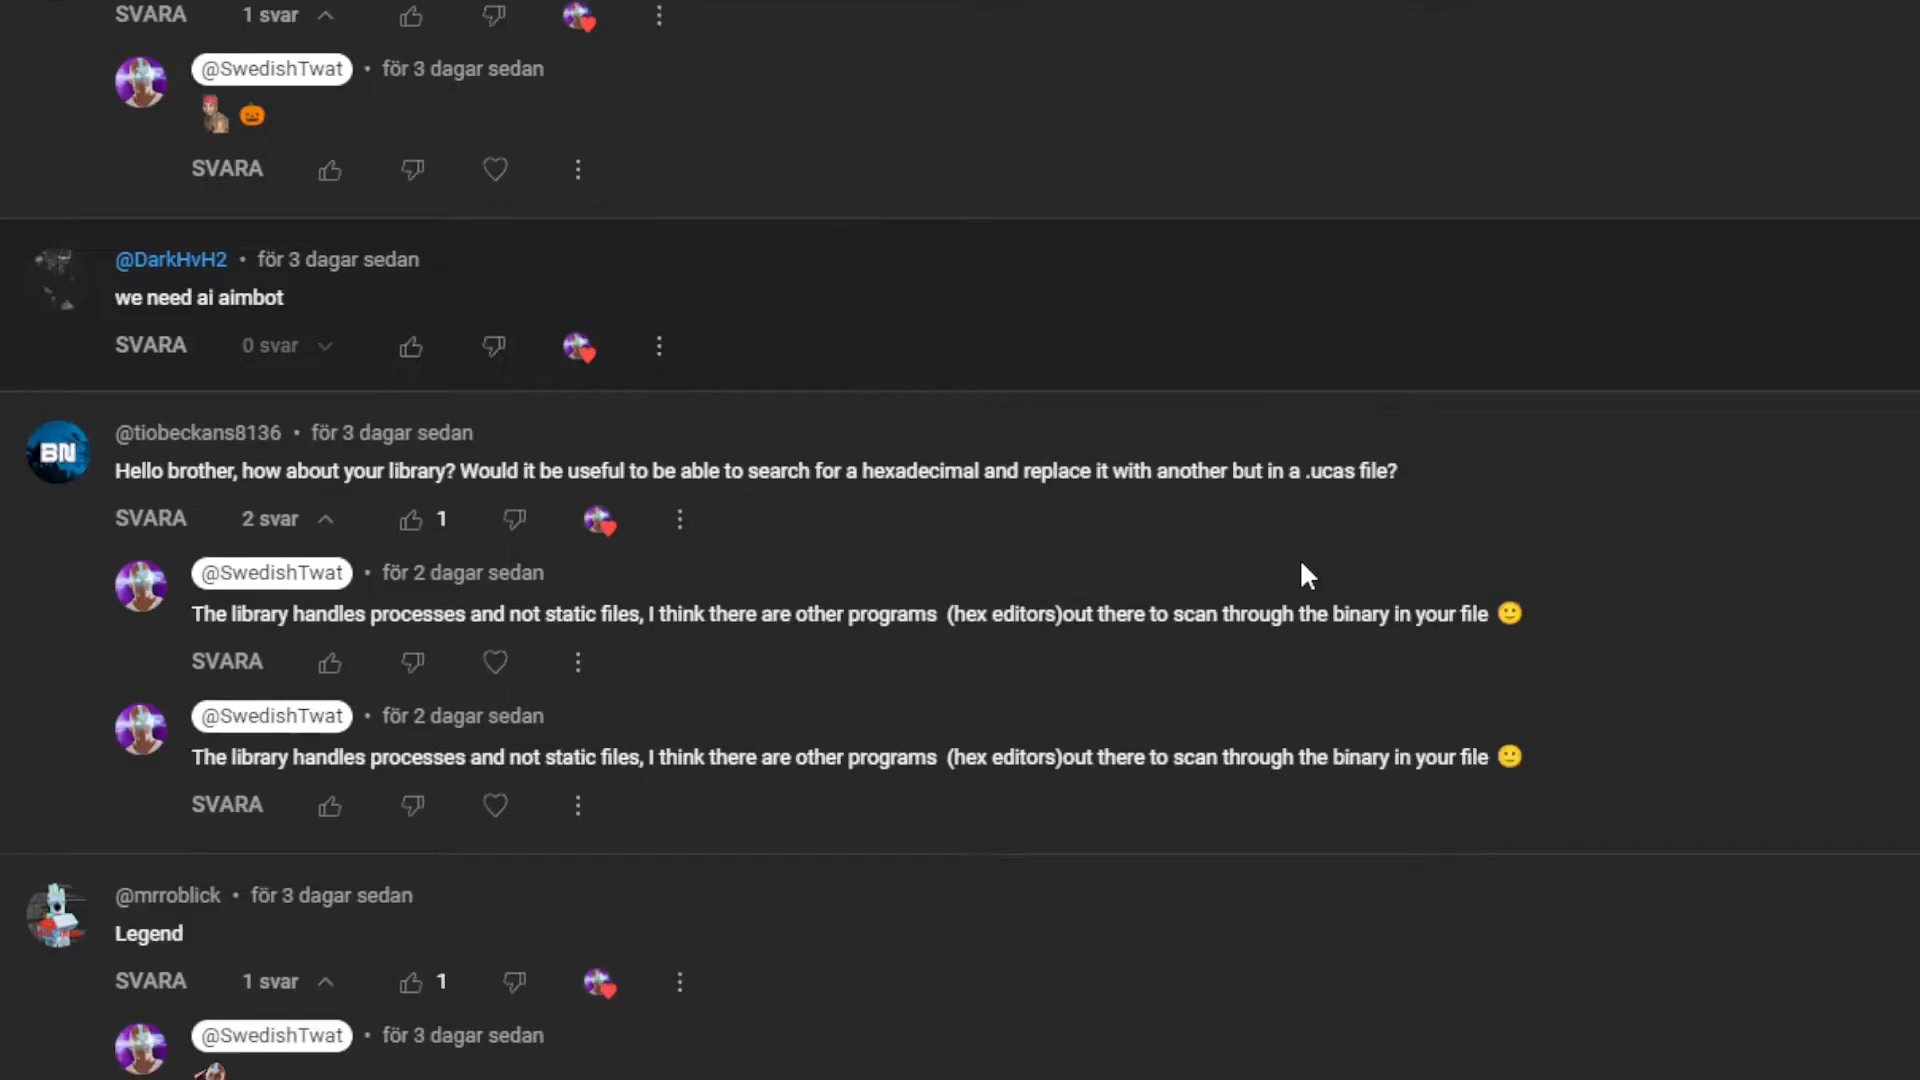 SVARA 1 svar
@SwedishTwat • för 3 dagar sedan
SVARA
@DarkHvH2 • för 3 dagar sedan
we need ai aimbot
SVARA 0 svar
BN
@tiobeckans8136 • för 3 dagar sedan
Hello brother, how about your library? Would it be useful to be able to search for a hexadecimal and replace it with another but in a .ucas file?
SVARA 2 svar 1
@SwedishTwat • för 2 dagar sedan
The library handles processes and not static files, I think there are other programs (hex editors)out there to scan through the binary in your file 🙂
SVARA
@SwedishTwat • för 2 dagar sedan
The library handles processes and not static files, I think there are other programs (hex editors)out there to scan through the binary in your file 🙂
SVARA
@mrroblick • för 3 dagar sedan
Legend
SVARA 1 svar 1
@SwedishTwat • för 3 dagar sedan